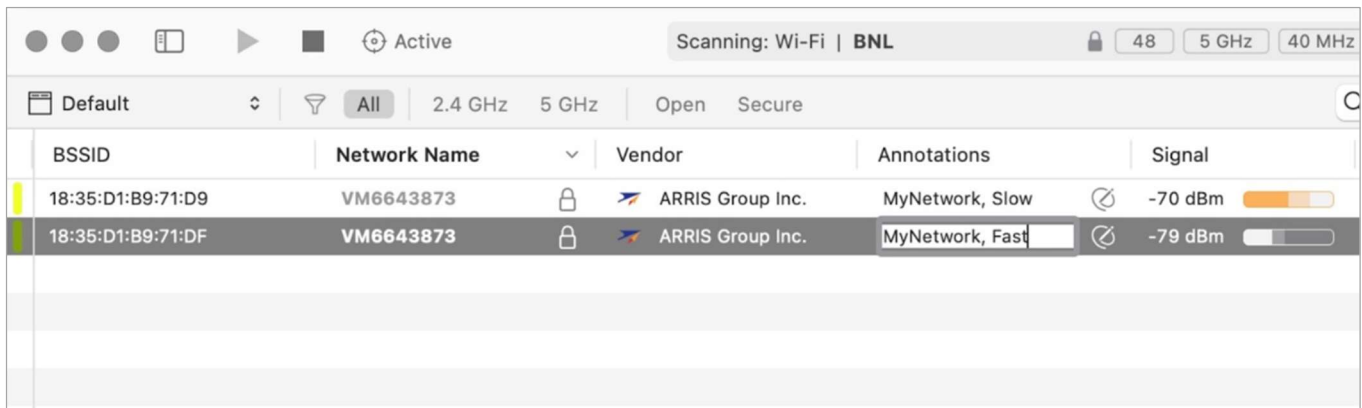 Active Scanning: Wi-Fi | BNL 48 5 GHz 40 MHz
Default All 2.4 GHz 5 GHz Open Secure
BSSID Network Name Vendor Annotations Signal
18:35:D1:B9:71:D9 VM6643873 ARRIS Group Inc. MyNetwork, Slow -70 dBm
18:35:D1:B9:71:DF VM6643873 ARRIS Group Inc. MyNetwork, Fast -79 dBm